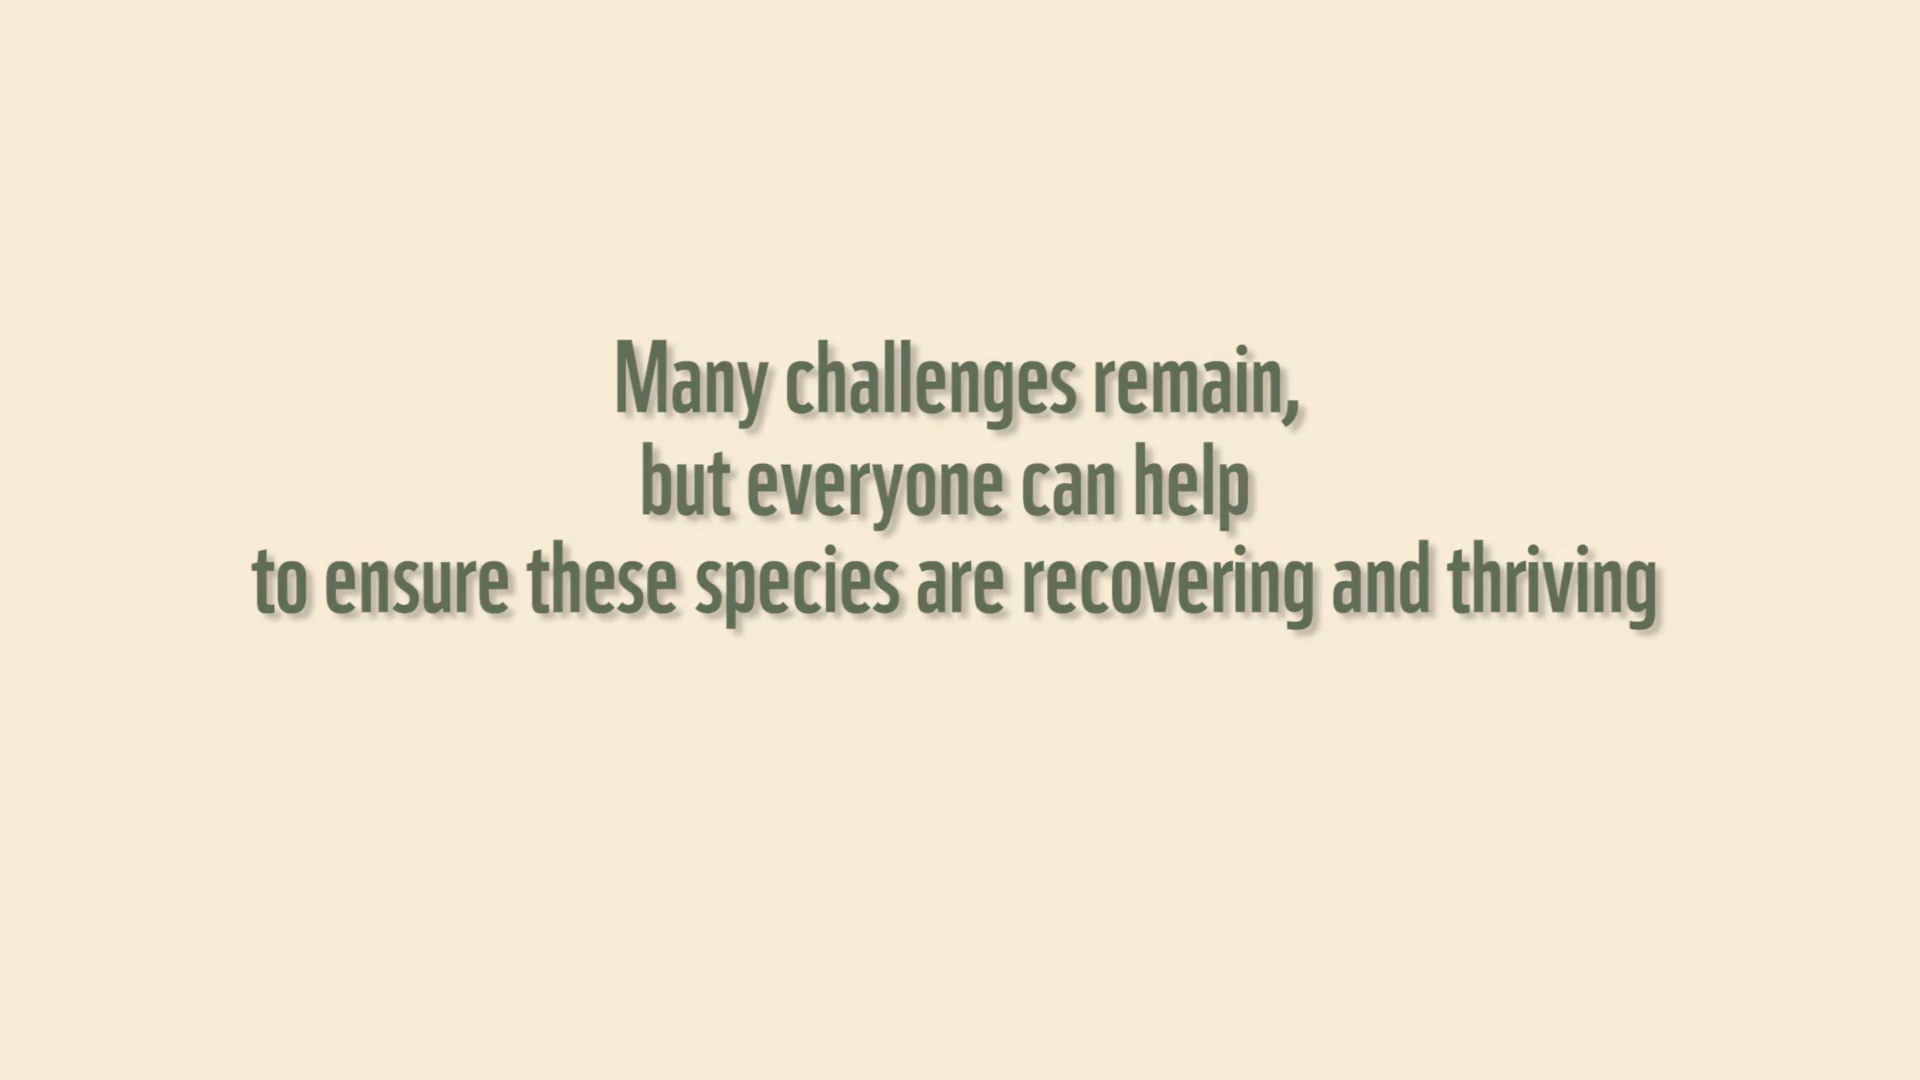 Many challenges remain,
but everyone can help
to ensure these species are recovering and thriving